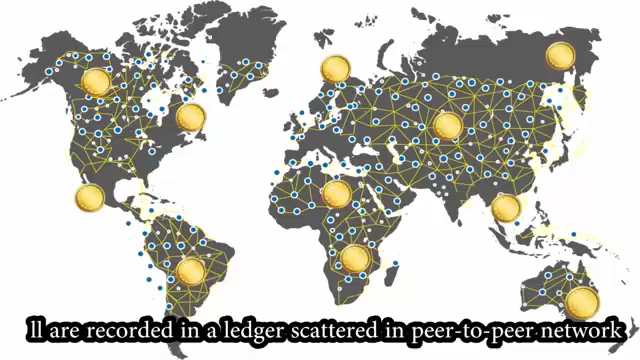 ll are recorded in a ledger scattered in peer-to-peer network